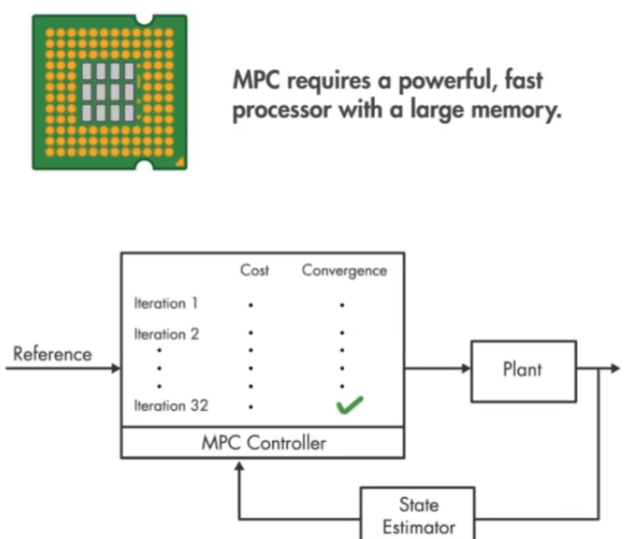 MPC requires a powerful, fast
processor with a large memory.
Cost Convergence
Iteration 1
Iteration 2
Reference
Iteration 32
MPC Controller
Plant
State
Estimator